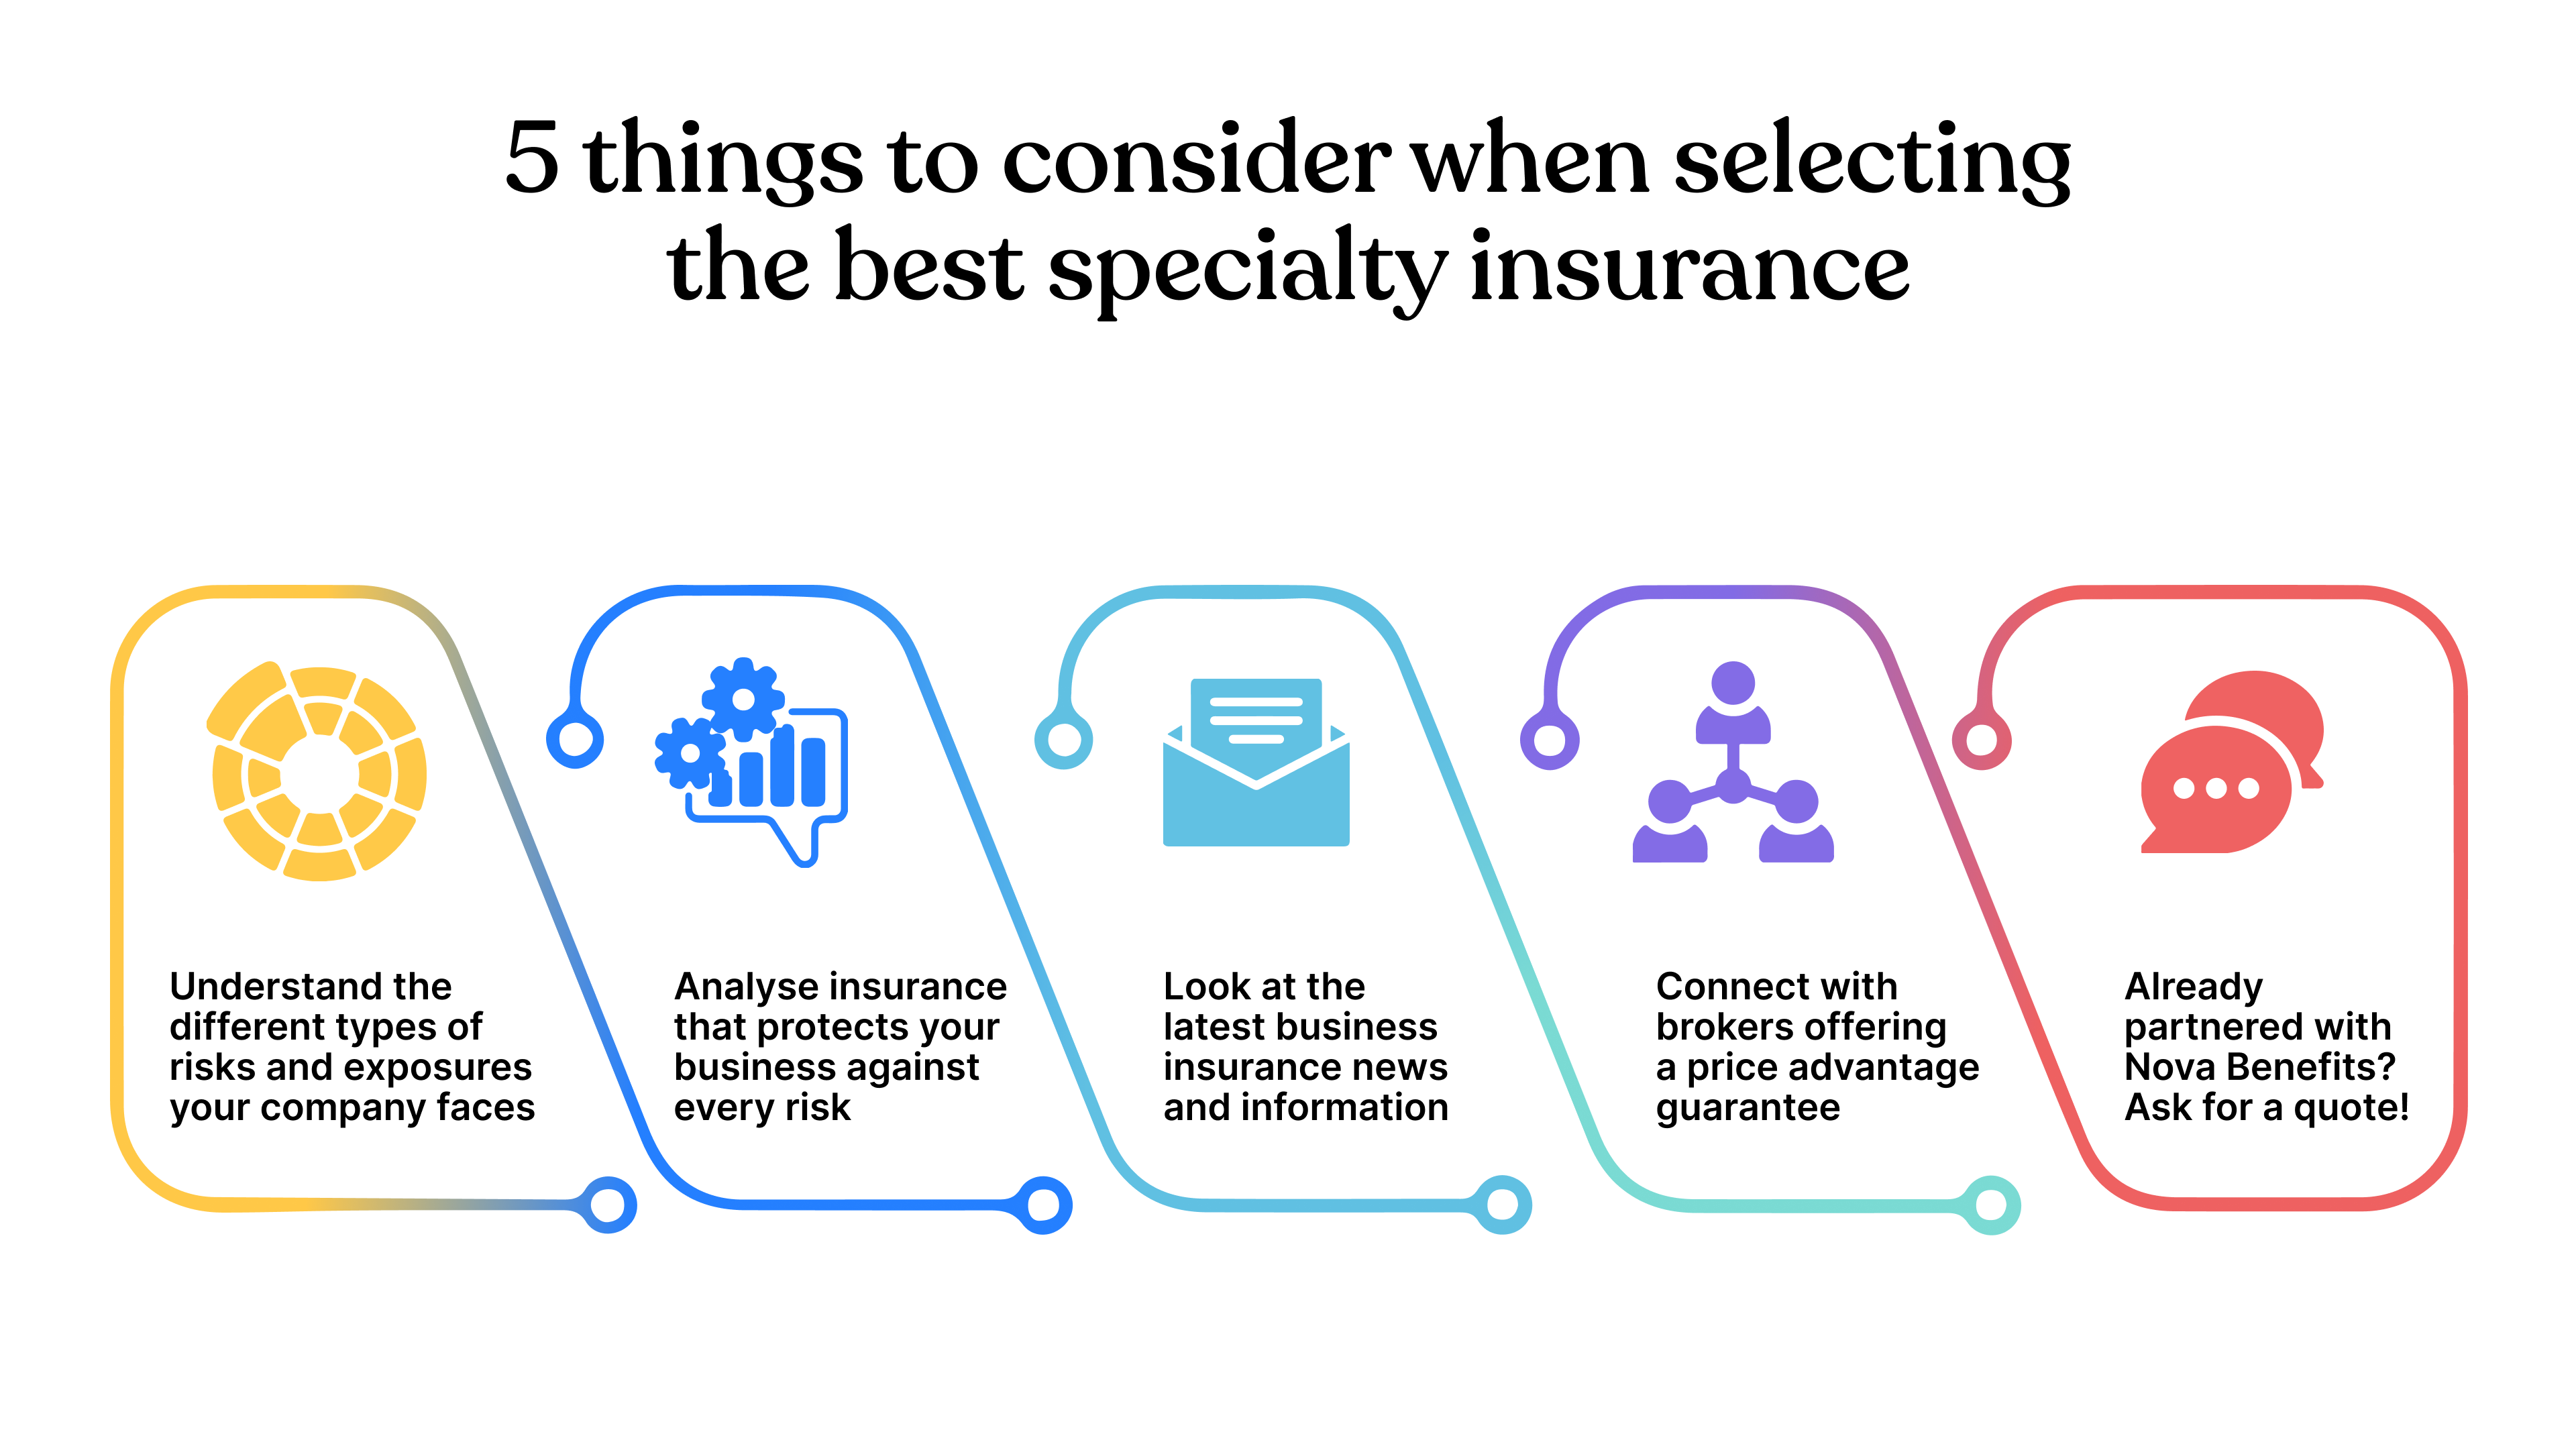 5 things to consider when selecting
the best specialty insurance
Understand the
different types of
risks and exposures
your company faces
Analyse insurance
that protects your
business against
every risk
Look at the
latest business
insurance news
and information
Connect with
brokers offering
a price advantage
guarantee
Already
partnered with
Nova Benefits?
Ask for a quote!